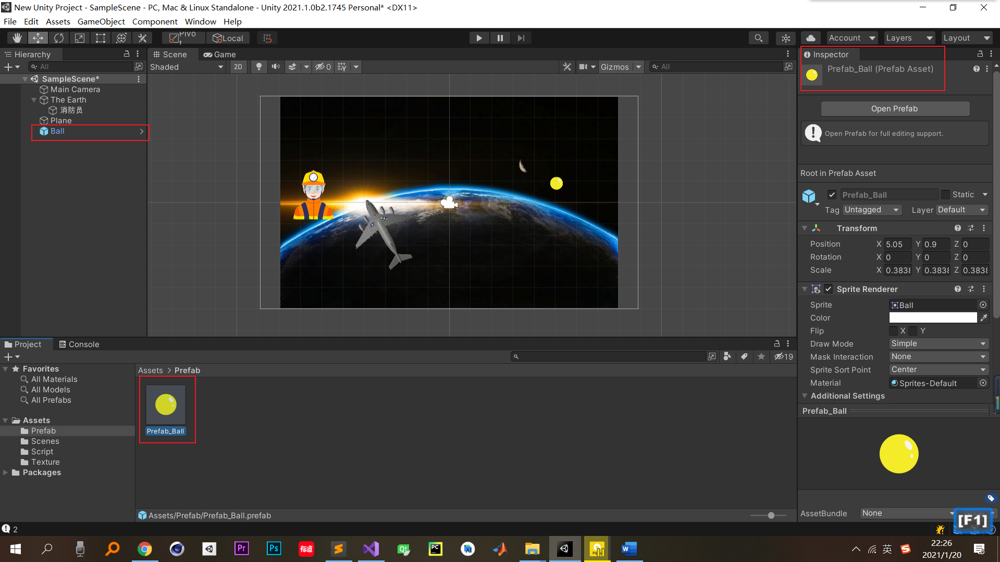 New Unity Project - SampleScene - PC, Mac & Linux Standalone - Unity 2021.1.0b2.1745 Personal* <DX11>
File Edit Assets GameObject Component Window Help
Pivot Local Account Layers Layout
Hierarchy
All
SampleScene*
Main Camera
The Earth
消防员
Plane
Ball
Scene Game
Shaded 2D 0 Gizmos All
Inspector
Prefab_Ball (Prefab Asset)
Open Prefab
Open Prefab for full editing support.
Root in Prefab Asset
Prefab_Ball Static
Tag Untagged Layer Default
Transform
Position X 5.05 Y 0.9 Z 0
Rotation X 0 Y 0 Z 0
Scale X 0.3838 Y 0.3838 Z 0.3838
Sprite Renderer
Sprite Ball
Color
Flip X Y
Draw Mode Simple
Mask Interaction None
Sprite Sort Point Center
Material Sprites-Default
Additional Settings
Prefab_Ball
AssetBundle None
[F1]
Project Console
19
Favorites
All Materials
All Models
All Prefabs
Assets
Prefab
Scenes
Script
Texture
Packages
Assets > Prefab
Prefab_Ball
Assets/Prefab/Prefab_Ball.prefab
2
Pr Ps 有道 Qt PC W
英
22:26
2021/1/20